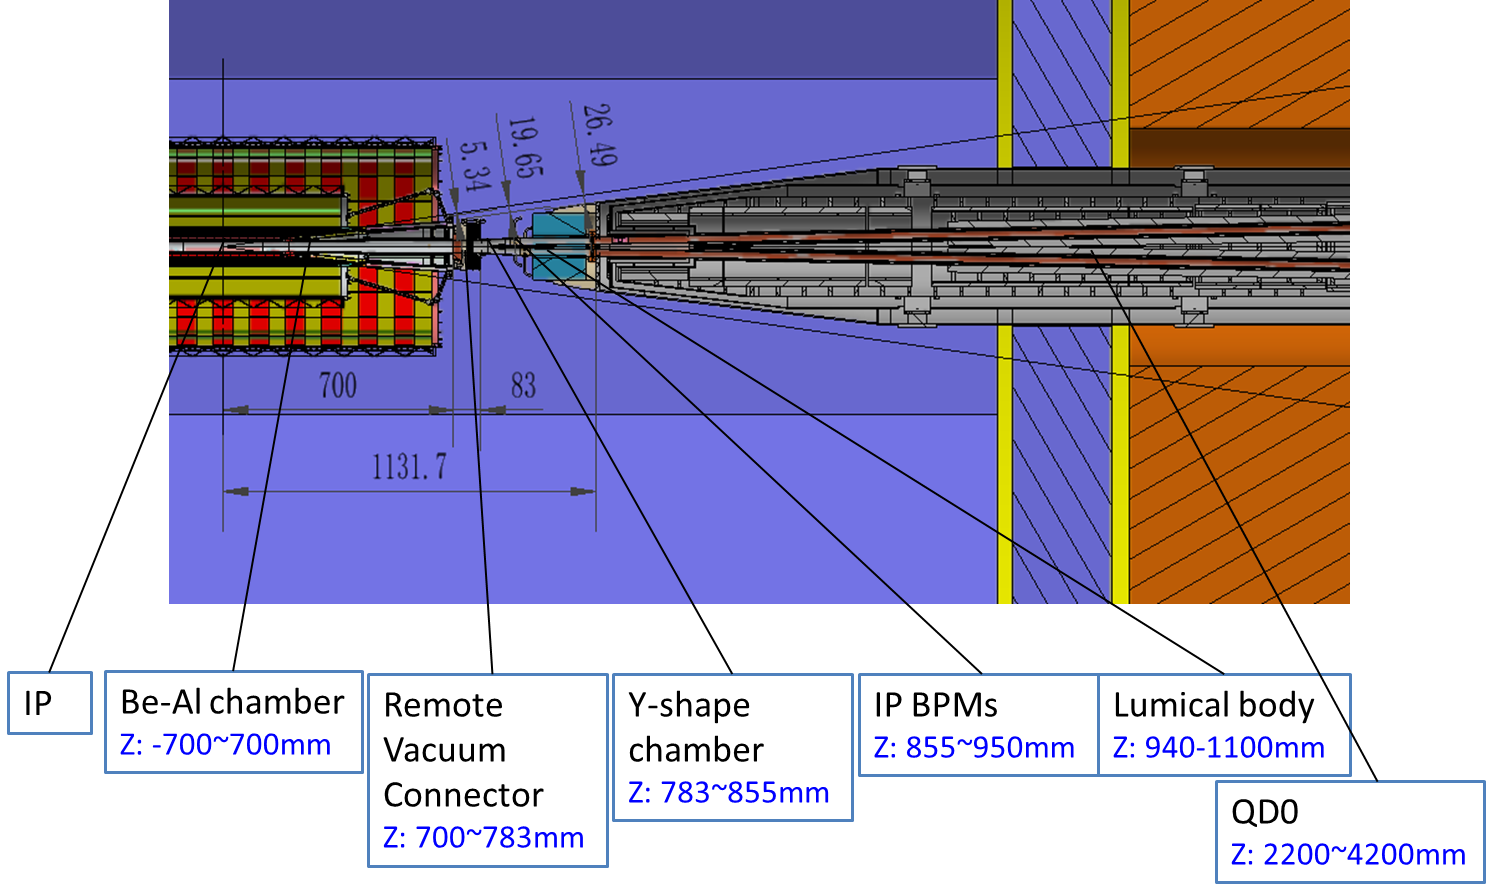 26.49
19.65
5.34
700
83
1131.7
IP
Be-Al chamber
Z: -700~700mm
Remote
Vacuum
Connector
Z: 700~783mm
Y-shape
chamber
Z: 783~855mm
IP BPMs
Z: 855~950mm
Lumical body
Z: 940-1100mm
QD0
Z: 2200~4200mm